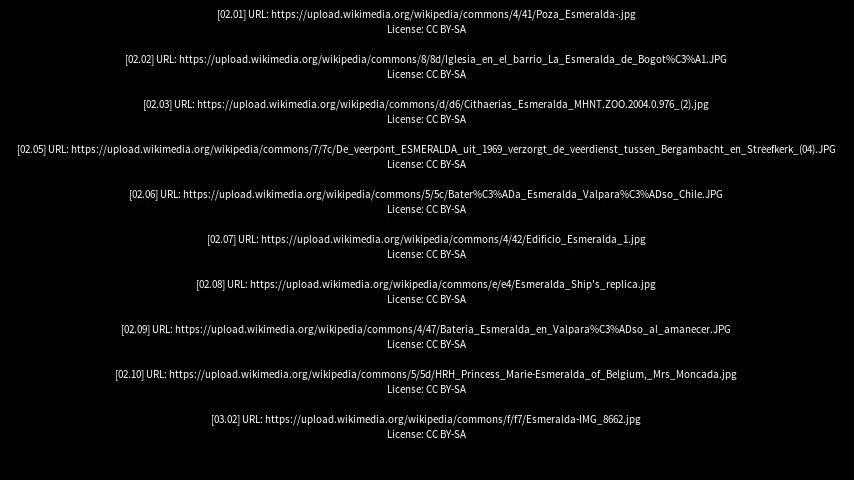 [02.01] URL: https://upload.wikimedia.org/wikipedia/commons/4/41/Poza_Esmeralda-.jpg
License: CC BY-SA
[02.02] URL: https://upload.wikimedia.org/wikipedia/commons/8/8d/Iglesia_en_el_barrio_La_Esmeralda_de_Bogot%C3%A1.JPG
License: CC BY-SA
[02.03] URL: https://upload.wikimedia.org/wikipedia/commons/d/d6/Cithaerias_Esmeralda_MHNT.ZOO.2004.0.976_(2).jpg
License: CC BY-SA
[02.05] URL: https://upload.wikimedia.org/wikipedia/commons/7/7c/De_veerpont_ESMERALDA_uit_1969_verzorgt_de_veerdienst_tussen_Bergambacht_en_Streefkerk_(04).JPG
License: CC BY-SA
[02.06] URL: https://upload.wikimedia.org/wikipedia/commons/5/5c/Bater%C3%ADa_Esmeralda_Valpara%C3%ADso_Chile.JPG
License: CC BY-SA
[02.07] URL: https://upload.wikimedia.org/wikipedia/commons/4/42/Edificio_Esmeralda_1.jpg
License: CC BY-SA
[02.08] URL: https://upload.wikimedia.org/wikipedia/commons/e/e4/Esmeralda_Ship's_replica.jpg
License: CC BY-SA
[02.09] URL: https://upload.wikimedia.org/wikipedia/commons/4/47/Bateria_Esmeralda_en_Valpara%C3%ADso_al_amanecer.JPG
License: CC BY-SA
[02.10] URL: https://upload.wikimedia.org/wikipedia/commons/5/5d/HRH_Princess_Marie-Esmeralda_of_Belgium,_Mrs_Moncada.jpg
License: CC BY-SA
[03.02] URL: https://upload.wikimedia.org/wikipedia/commons/f/f7/Esmeralda-IMG_8662.jpg
License: CC BY-SA